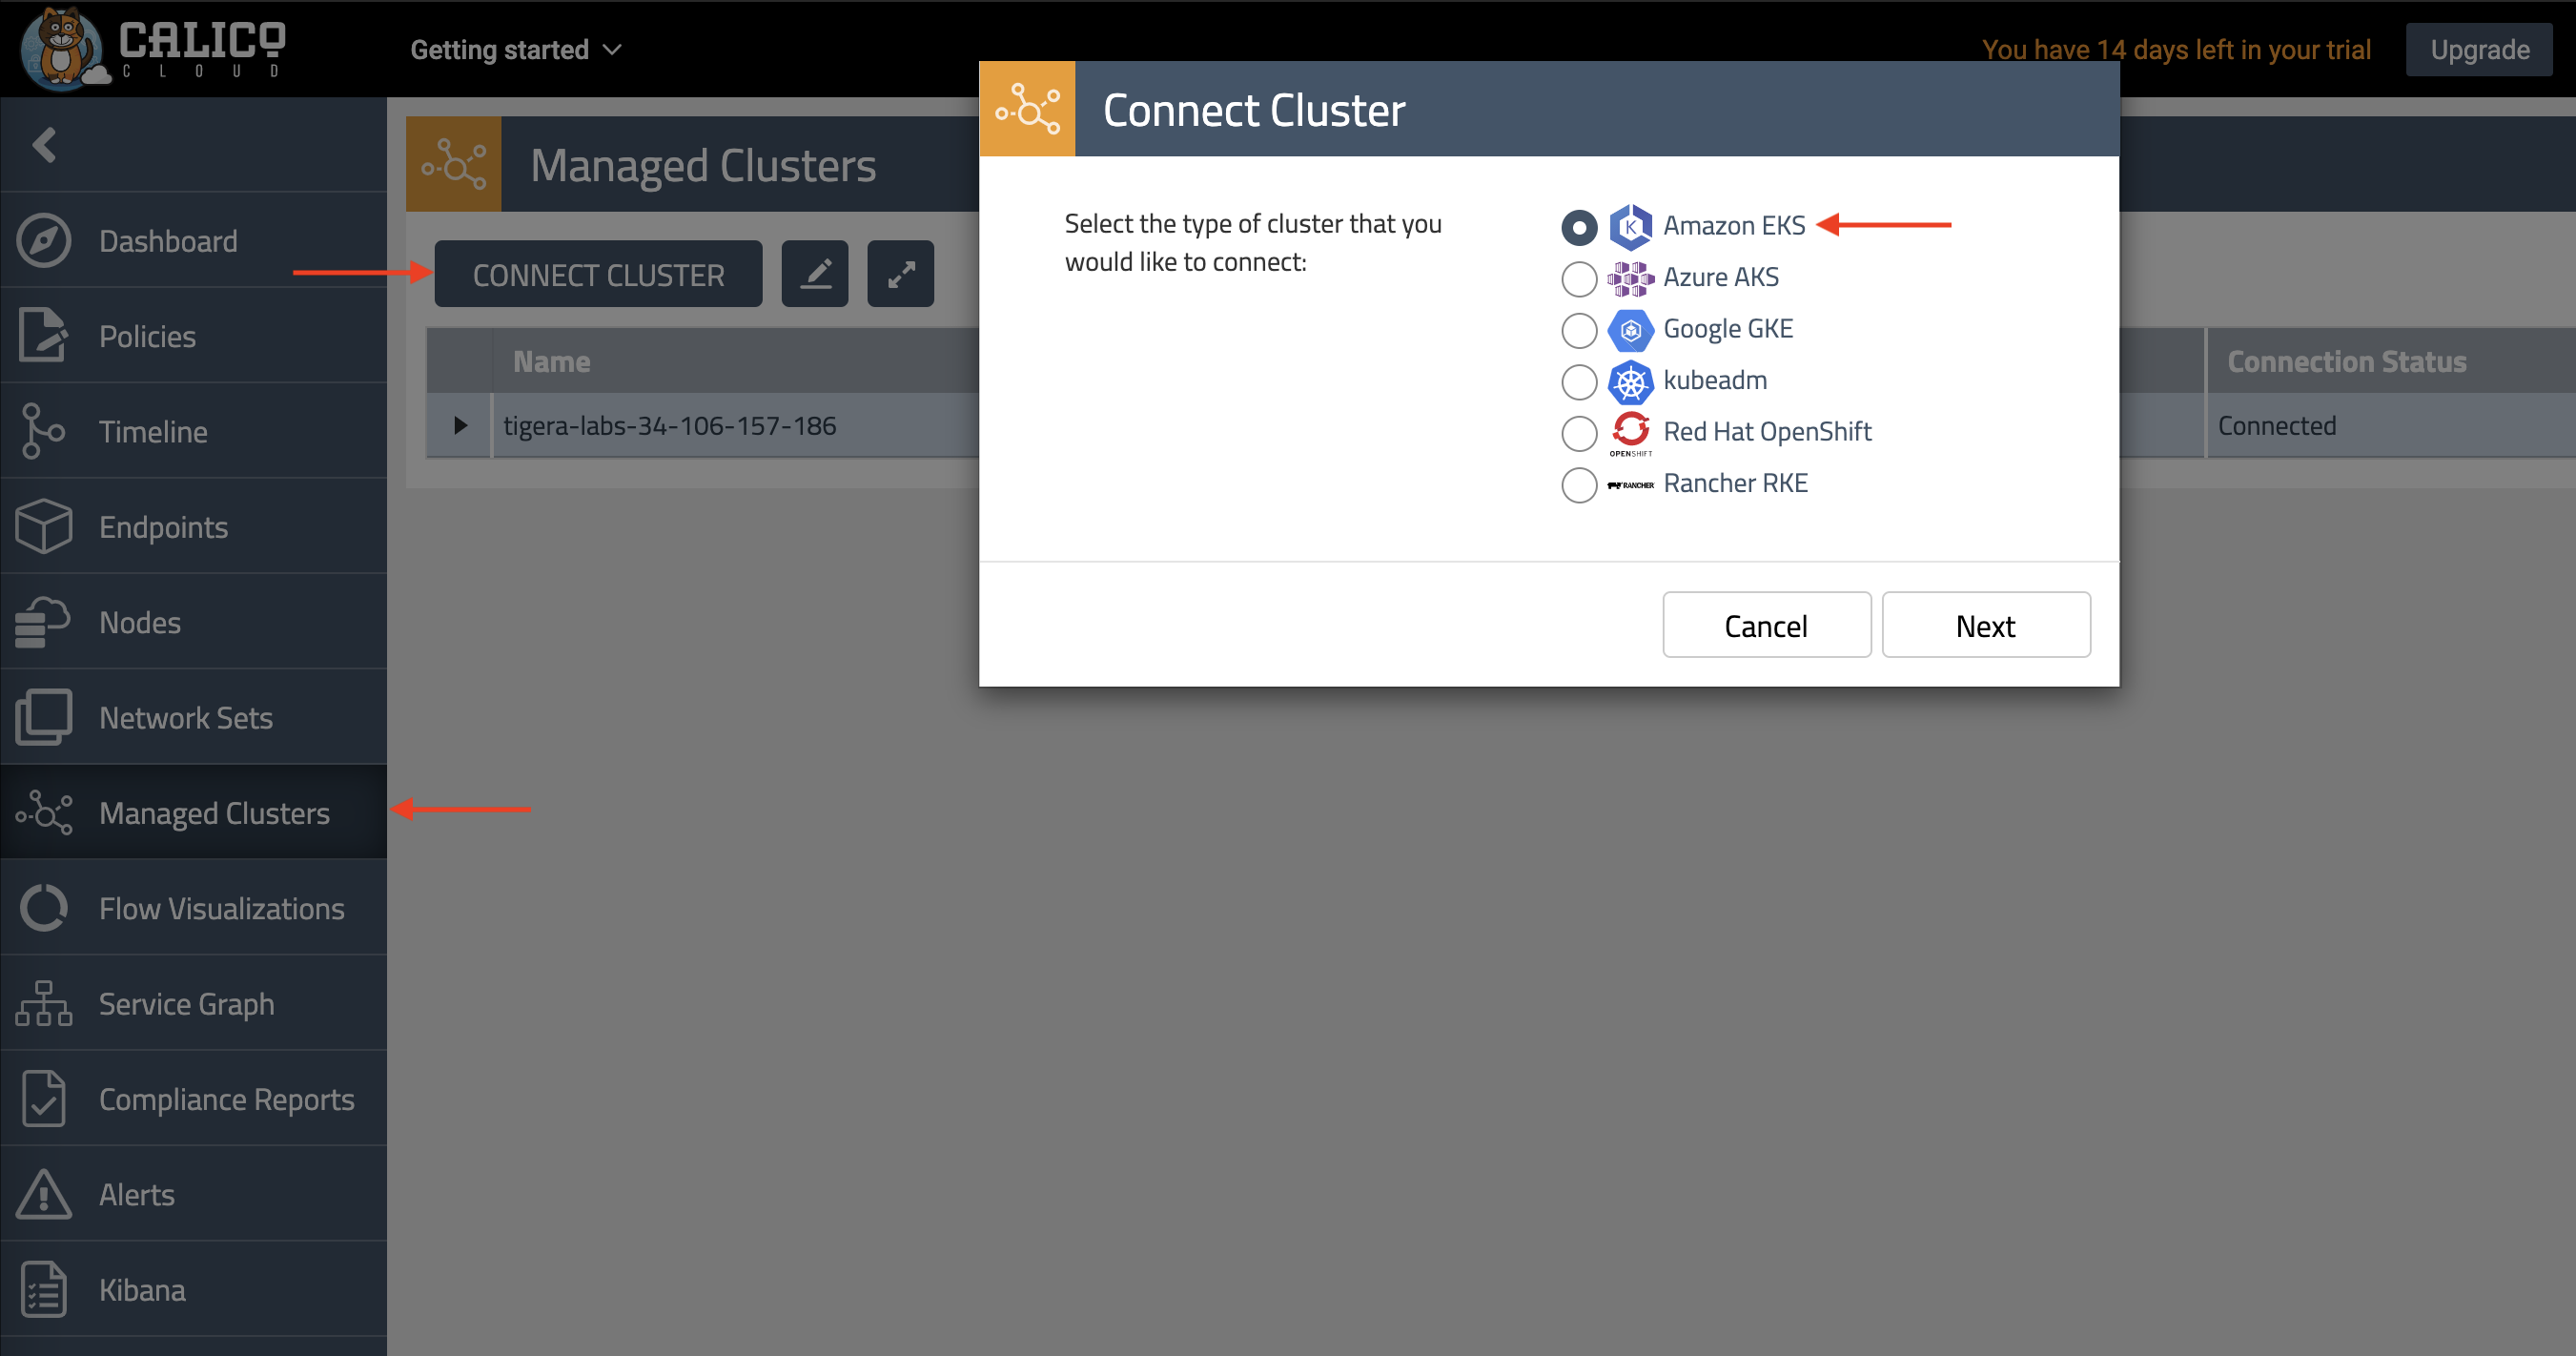 CALICO
CLOUD
Getting started
You have 14 days left in your trial
Upgrade
Connect Cluster
Managed Clusters
Select the type of cluster that you
would like to connect:
Amazon EKS
Azure AKS
Google GKE
kubeadm
OPENSHIFT
Red Hat OpenShift
RANCHER
Rancher RKE
Cancel
Next
CONNECT CLUSTER
Name
Connection Status
tigera-labs-34-106-157-186
Connected
Dashboard
Policies
Timeline
Endpoints
Nodes
Network Sets
Managed Clusters
Flow Visualizations
Service Graph
Compliance Reports
Alerts
Kibana